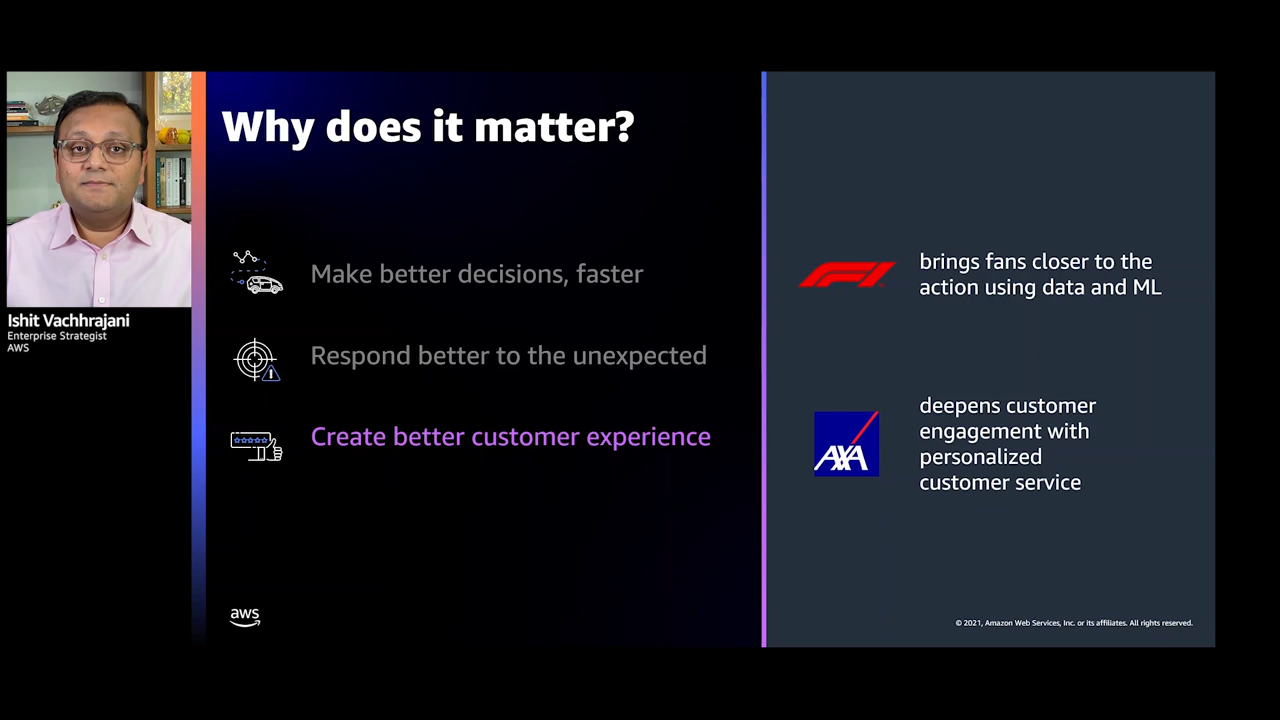 Why does it matter?
Make better decisions, faster
Respond better to the unexpected
Create better customer experience
Ishit Vachhrajani
Enterprise Strategist
AWS
aws
F1
brings fans closer to the
action using data and ML
AXA
deepens customer
engagement with
personalized
customer service
© 2021, Amazon Web Services, Inc. or its affiliates. All rights reserved.